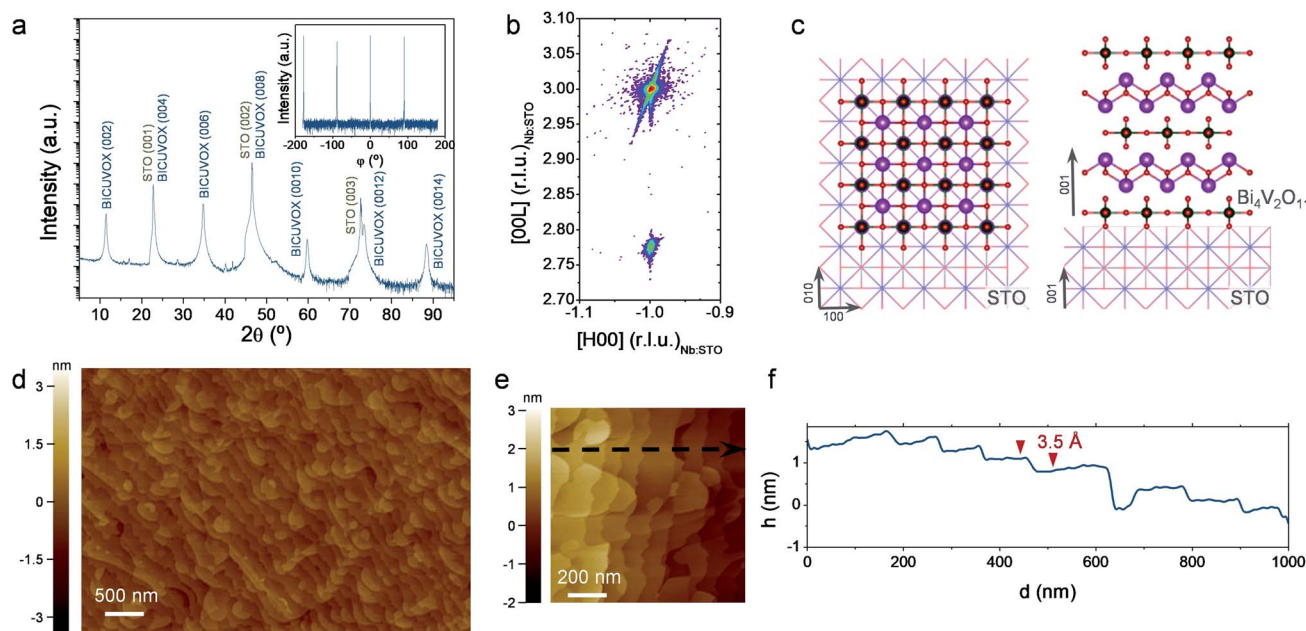 a
Intensity (a.u.)
BICUVOX (002)
STO (001)
BICUVOX (004)
BICUVOX (006)
STO (002)
BICUVOX (008)
BICUVOX (0010)
STO (003)
BICUVOX (0012)
BICUVOX (0014)
5 10 20 30 40 50 60 70 80 90
2θ (º)
Intensity (a.u.)
-200 -100 0 100 200
φ (º)
b
[00L] (r.l.u.)Nb:STO
3.10
3.05
3.00
2.95
2.90
2.85
2.80
2.75
2.70
-1.1 -1.0 -0.9
[H00] (r.l.u.)Nb:STO
c
010
100
STO
001
Bi4V2O1
001
STO
d
nm
3
1.5
0
-1.5
-3
500 nm
e
nm
3
2
1
0
-1
-2
200 nm
f
h (nm)
1
0
-1
3.5 Å
0 200 400 600 800 1000
d (nm)